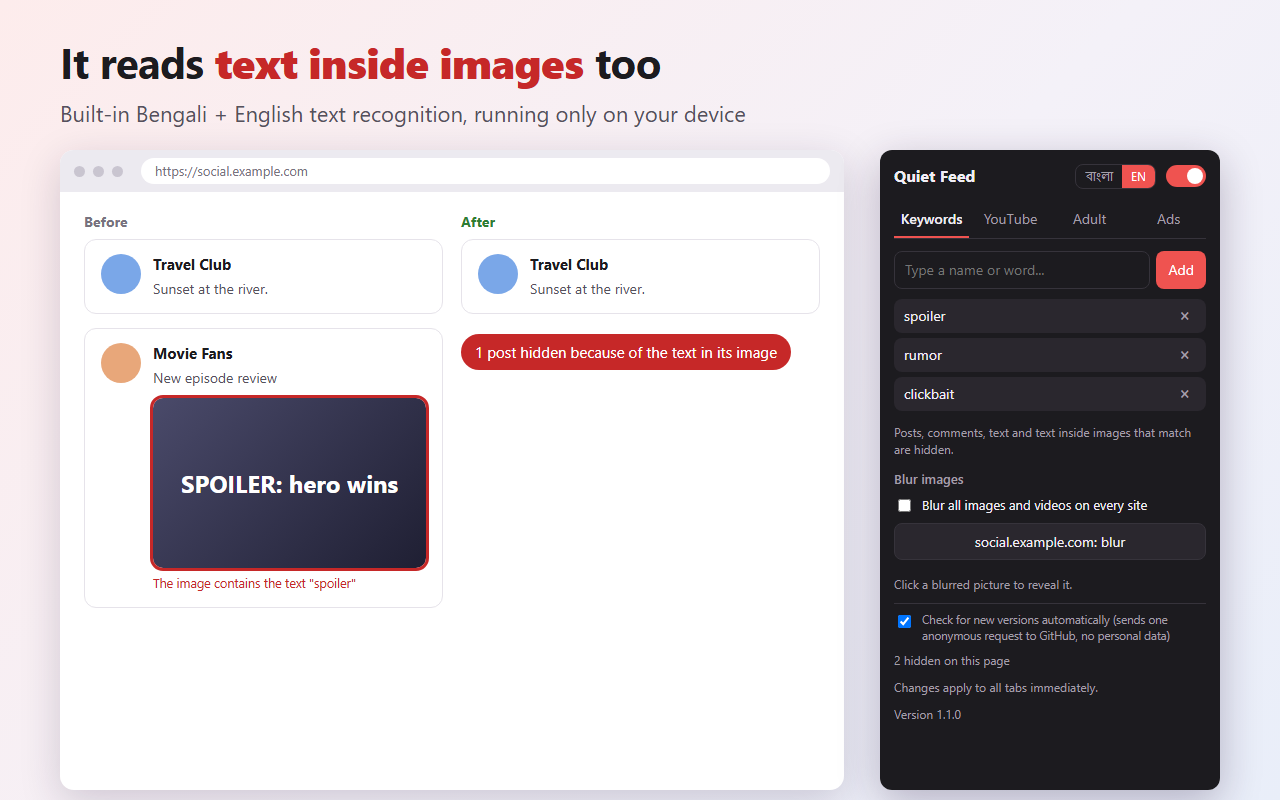 It reads text inside images too
Built-in Bengali + English text recognition, running only on your device
https://social.example.com
Before
Travel Club
Sunset at the river.
Movie Fans
New episode review
SPOILER: hero wins
The image contains the text "spoiler"
After
Travel Club
Sunset at the river.
1 post hidden because of the text in its image
Quiet Feed
বাংলা EN
Keywords YouTube Adult Ads
Type a name or word...
Add
spoiler ×
rumor ×
clickbait ×
Posts, comments, text and text inside images that match
are hidden.
Blur images
Blur all images and videos on every site
social.example.com: blur
Click a blurred picture to reveal it.
Check for new versions automatically (sends one
anonymous request to GitHub, no personal data)
2 hidden on this page
Changes apply to all tabs immediately.
Version 1.1.0